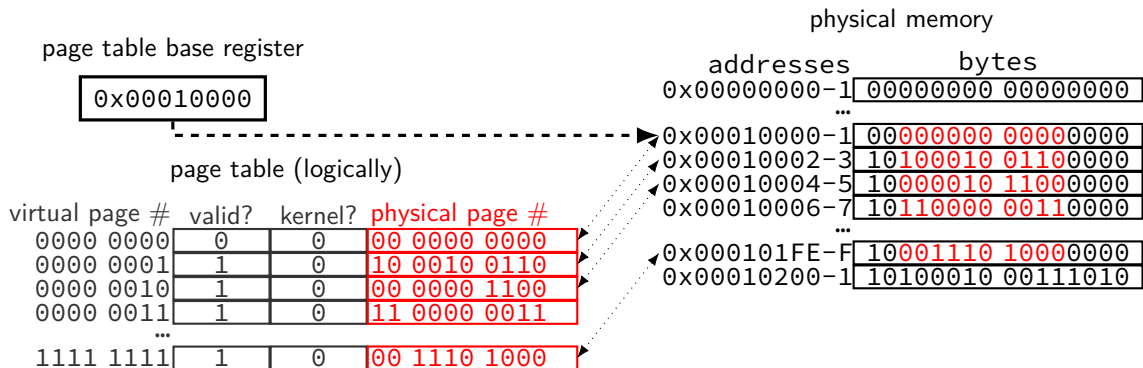 physical memory
page table base register
0x00010000
addresses bytes
0x00000000-1 00000000 00000000
…
0x00010000-1 00000000 00000000
0x00010002-3 10100010 01100000
0x00010004-5 10000010 11000000
0x00010006-7 10110000 00110000
…
0x000101FE-F 10001110 10000000
0x00010200-1 10100010 00111010
page table (logically)
virtual page # valid? kernel? physical page #
0000 0000 0 0 00 0000 0000
0000 0001 1 0 10 0010 0110
0000 0010 1 0 00 0000 1100
0000 0011 1 0 11 0000 0011
…
1111 1111 1 0 00 1110 1000